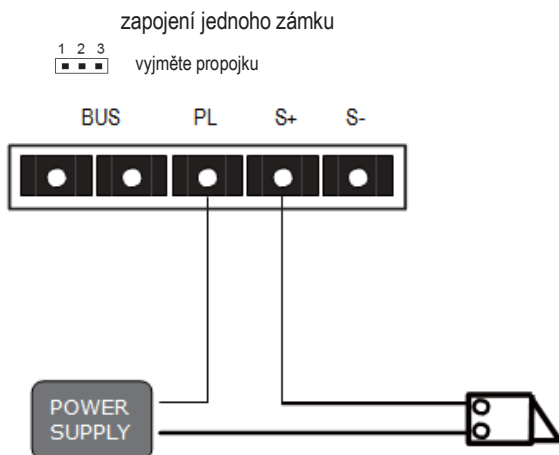 zapojení jednoho zámku
1 2 3
vyjměte propojku
BUS PL S+ S-
POWER
SUPPLY